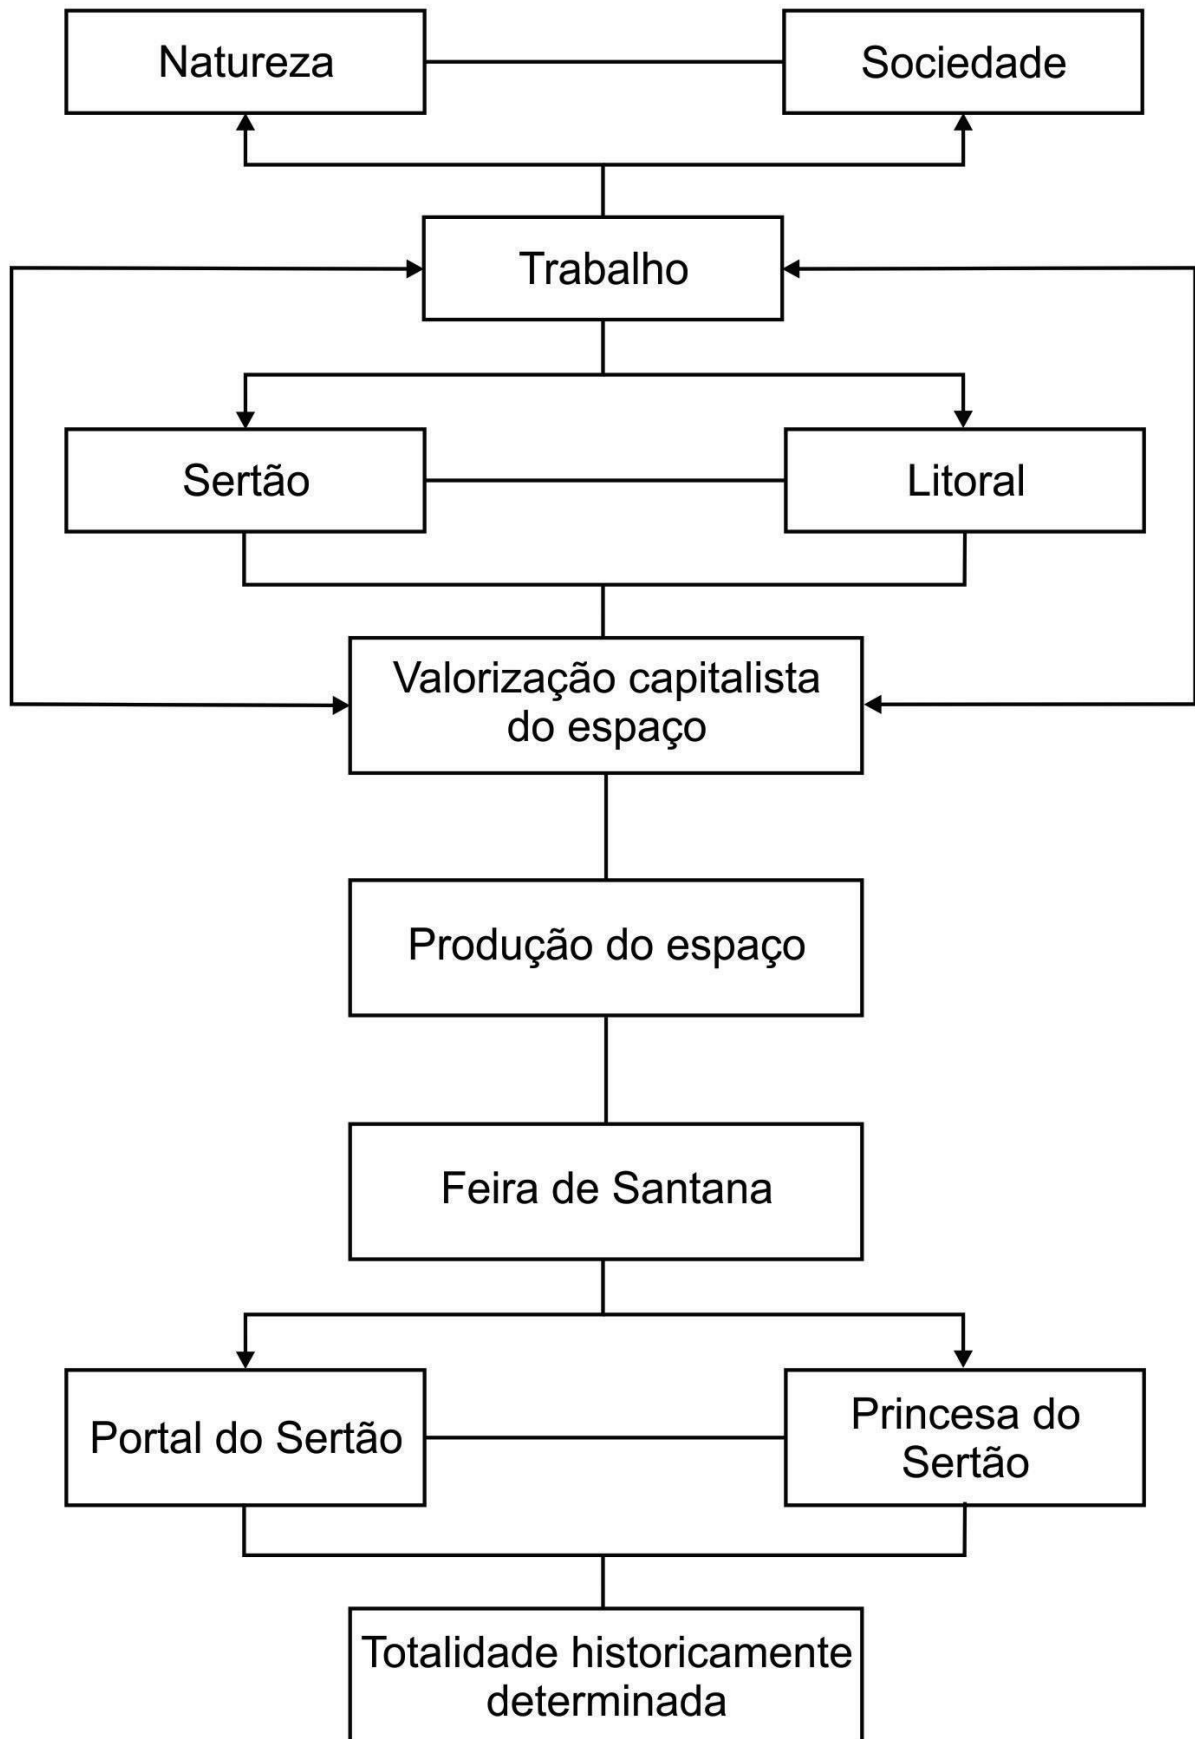 Natureza
Sociedade
Trabalho
Sertão
Litoral
Valorização capitalista
do espaço
Produção do espaço
Feira de Santana
Portal do Sertão
Princesa do
Sertão
Totalidade historicamente
determinada